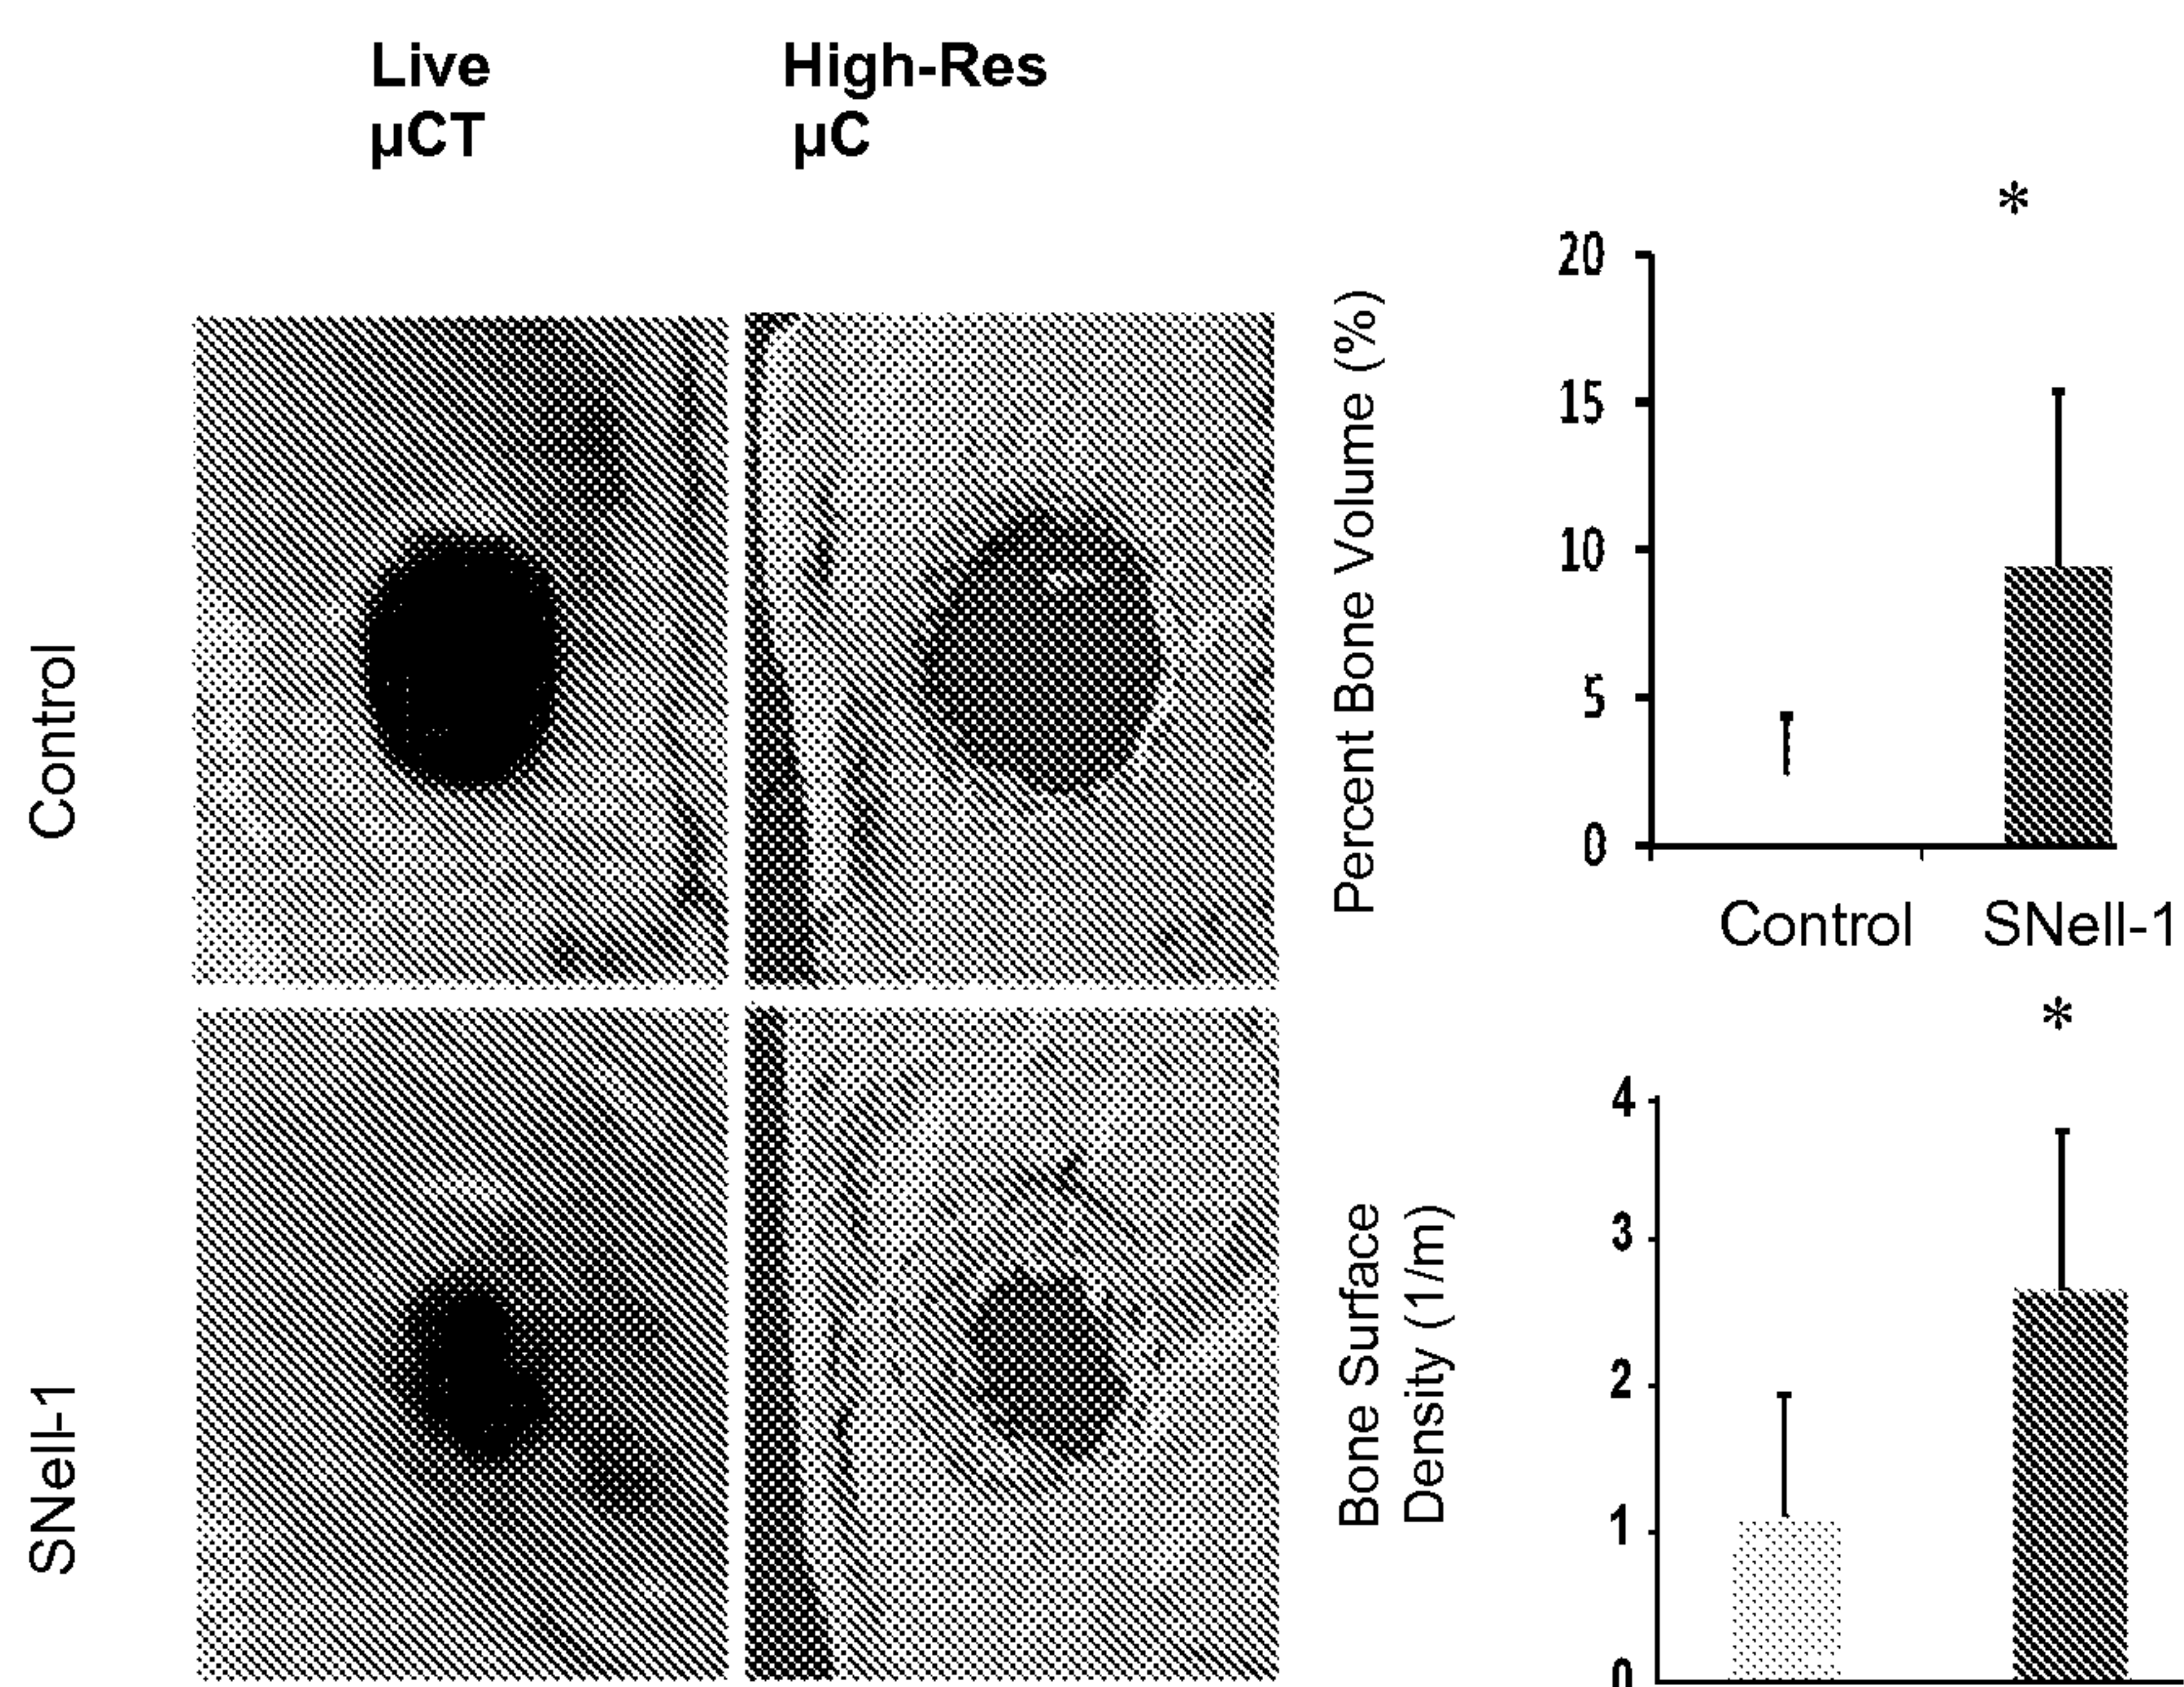 Live
µCT
High-Res
µC
Control
SNell-1
*
Percent Bone Volume (%)
20
15
10
5
0
Control
SNell-1
*
Bone Surface
Density (1/m)
4
3
2
1
0